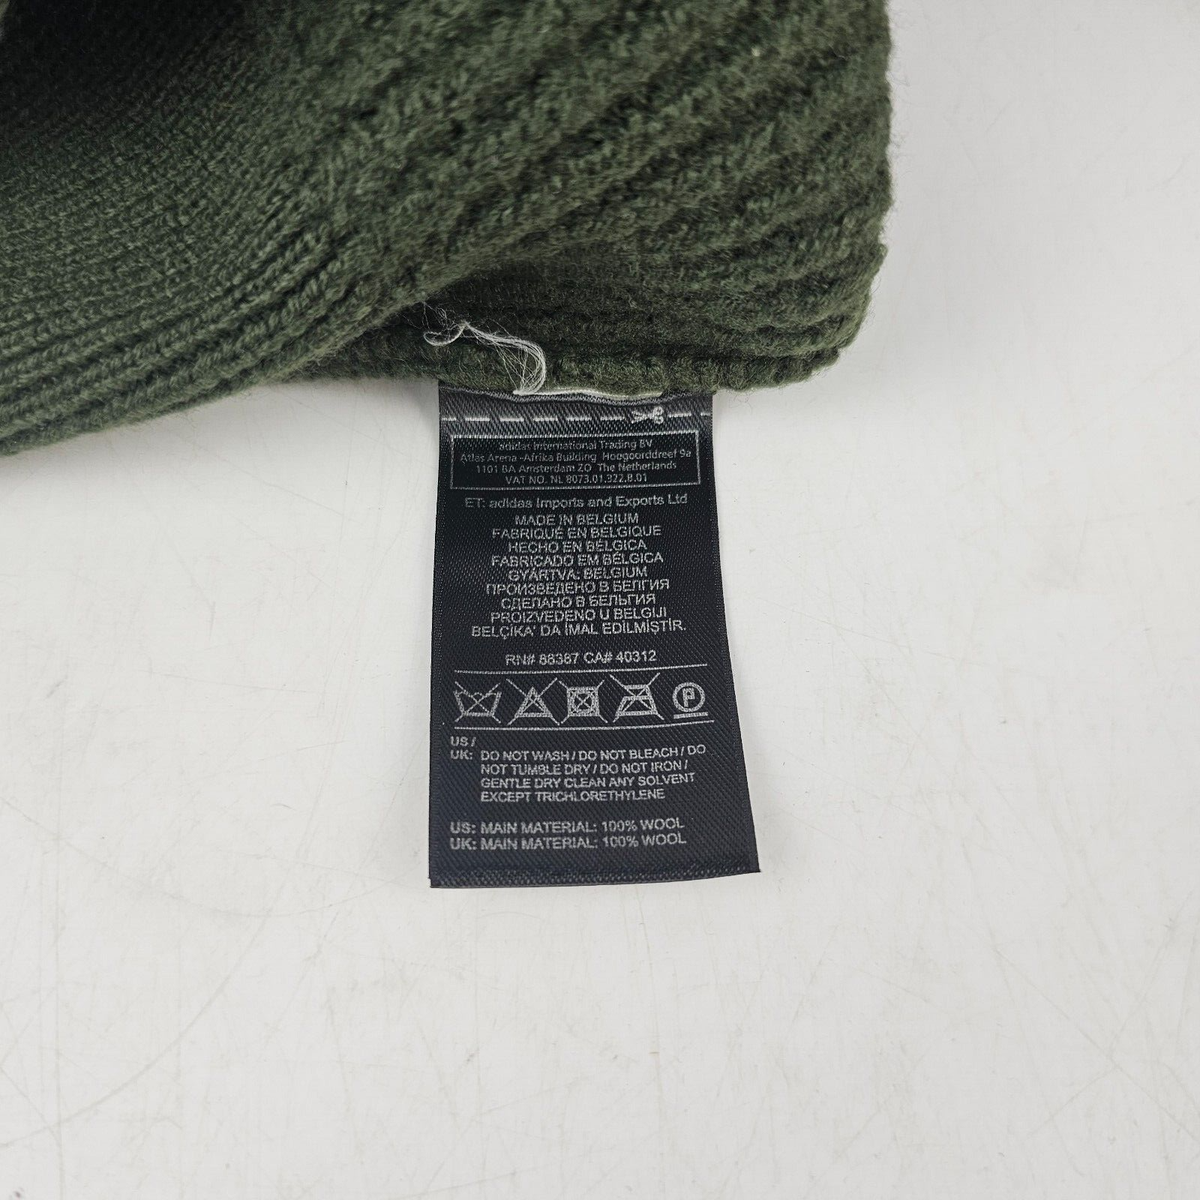 adidas International Trading BV
Atlas Arena -Afrika Building Hoogoorddreef 9a
1101 BA Amsterdam ZO The Netherlands
VAT NO. NL 8073.01.322.B.01
ET: adidas Imports and Exports Ltd
MADE IN BELGIUM
FABRIQUÉ EN BELGIQUE
HECHO EN BÉLGICA
FABRICADO EM BÉLGICA
GYÁRTVA: BELGIUM
ПРОИЗВЕДЕНО В БЕЛГИЯ
СДЕЛАНО В БЕЛЬГИЯ
PROIZVEDENO U BELGIJI
BELÇİKA' DA İMAL EDİLMİŞTİR.
RN# 88387 CA# 40312
P
US /
UK: DO NOT WASH / DO NOT BLEACH / DO
NOT TUMBLE DRY / DO NOT IRON /
GENTLE DRY CLEAN ANY SOLVENT
EXCEPT TRICHLORETHYLENE
US: MAIN MATERIAL: 100% WOOL
UK: MAIN MATERIAL: 100% WOOL